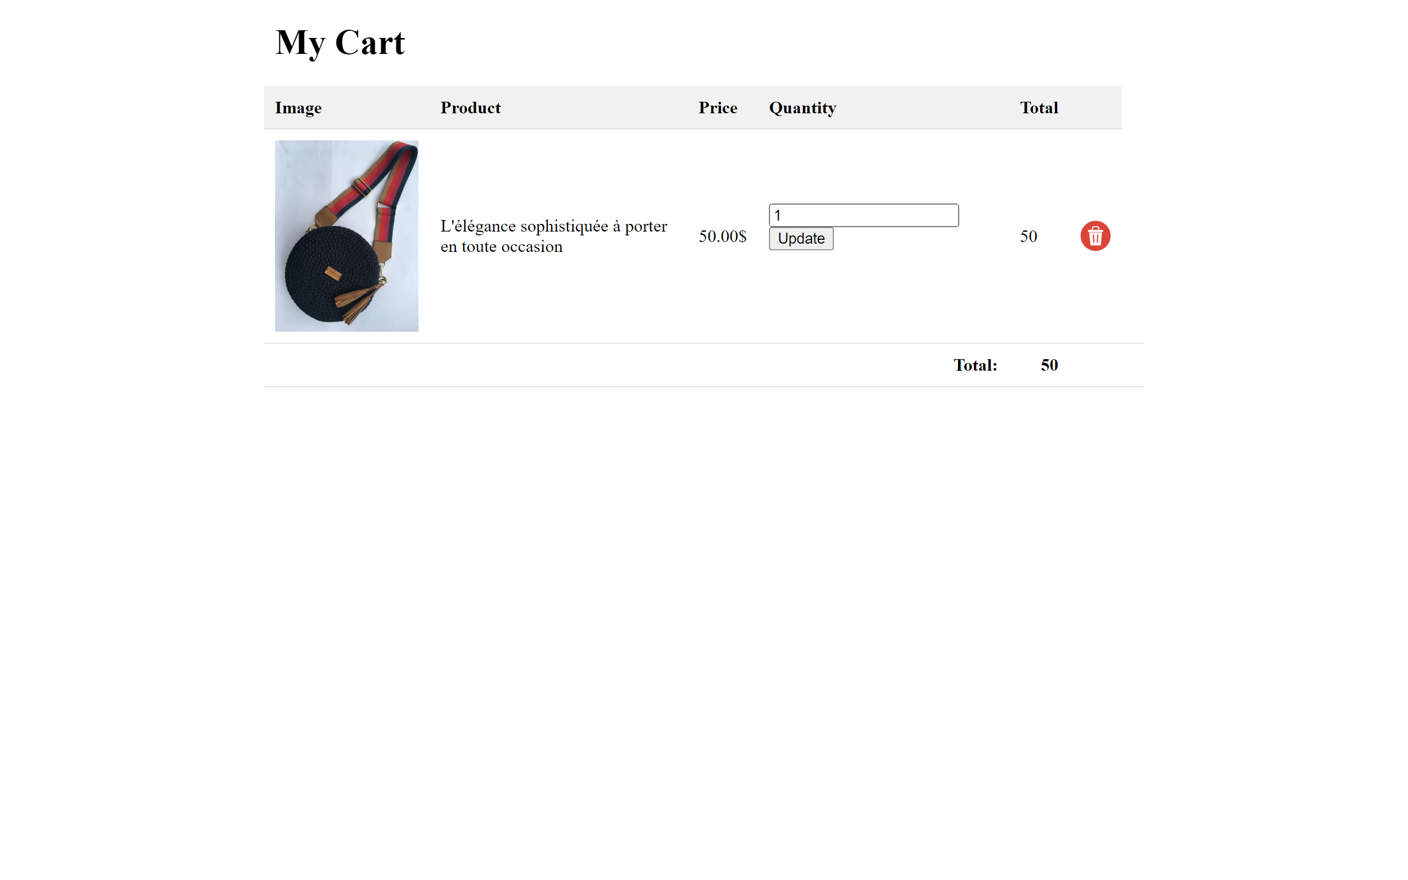 My Cart
Image Product Price Quantity Total
L'élégance sophistiquée à porter
en toute occasion
50.00$
1
Update
50
Total: 50